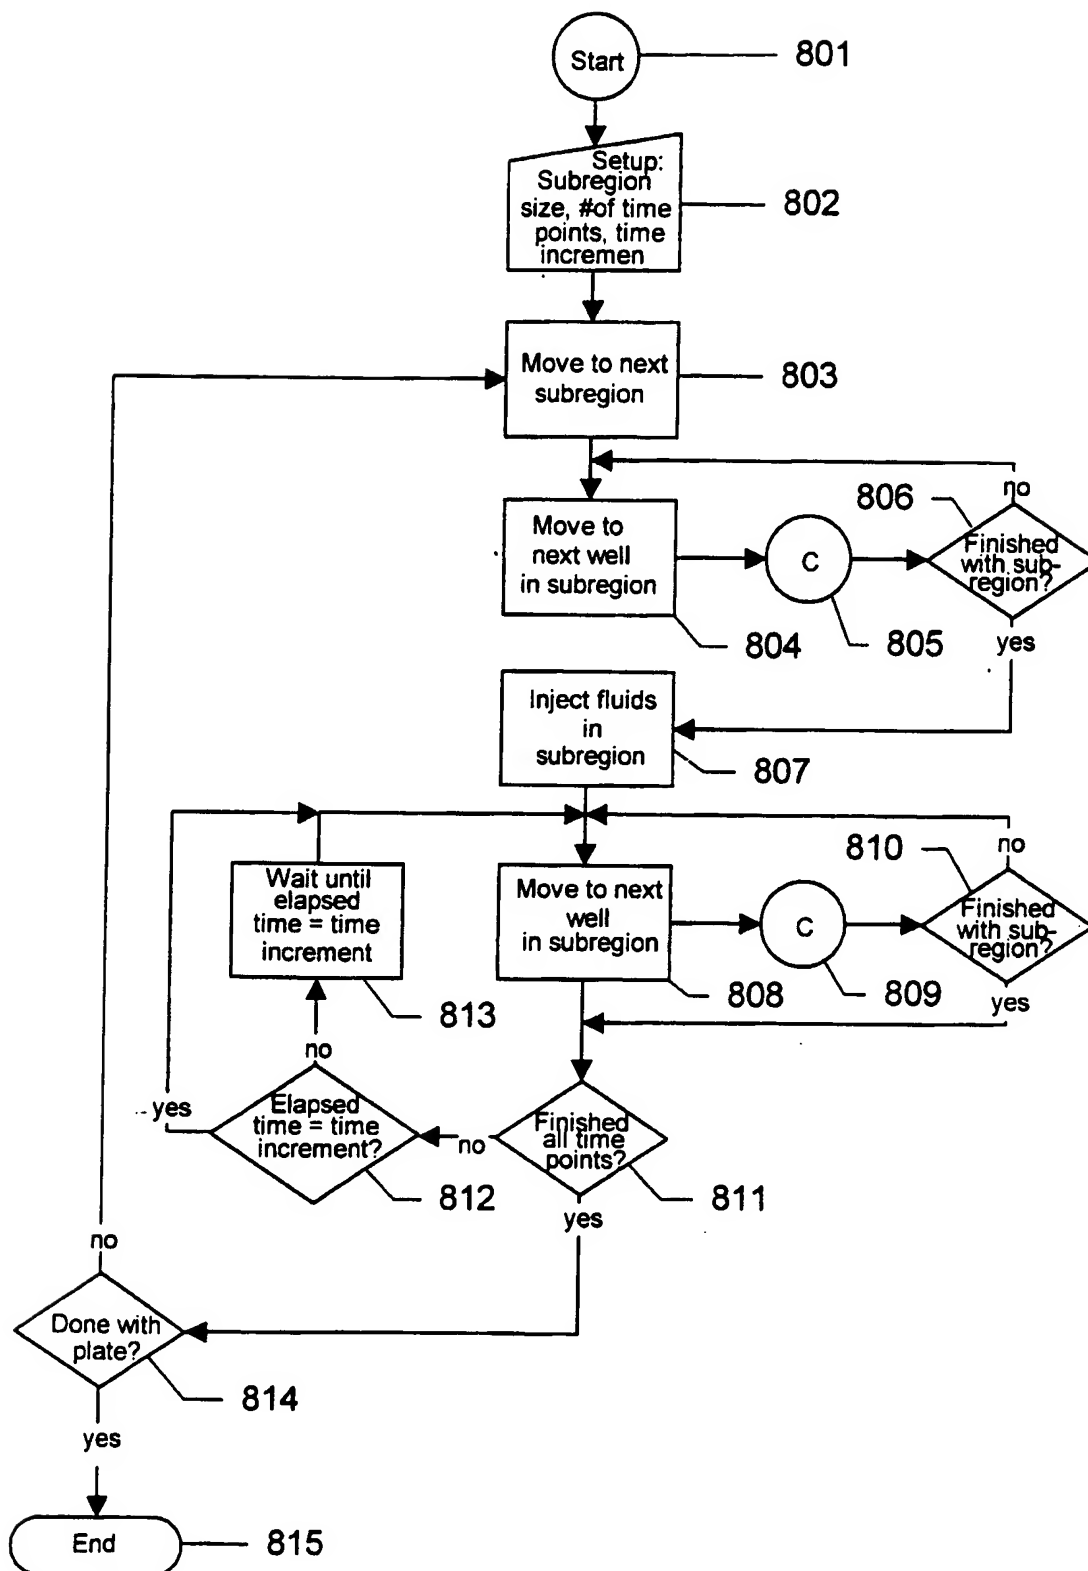 Start
801
Setup:
Subregion
size, #of time
points, time
incremen
802
Move to next
subregion
803
no
806
Move to
next well
in subregion
C
Finished
with sub-
region?
804
805
yes
Inject fluids
in
subregion
807
no
810
Wait until
elapsed
time = time
increment
Move to next
well
in subregion
C
Finished
with sub-
region?
813
808
809
yes
no
yes
Elapsed
time = time
increment?
no
Finished
all time
points?
812
811
yes
no
Done with
plate?
814
yes
End
815